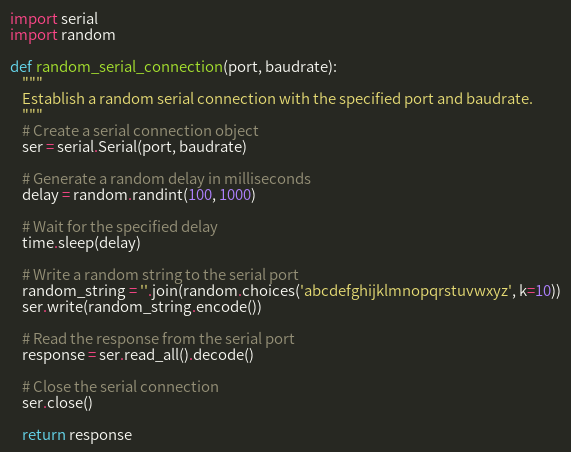 import serial
import random
def random_serial_connection(port, baudrate):
"""
Establish a random serial connection with the specified port and baudrate.
"""
# Create a serial connection object
ser = serial.Serial(port, baudrate)
# Generate a random delay in milliseconds
delay = random.randint(100, 1000)
# Wait for the specified delay
time.sleep(delay)
# Write a random string to the serial port
random_string = ''.join(random.choices('abcdefghijklmnopqrstuvwxyz', k=10))
ser.write(random_string.encode())
# Read the response from the serial port
response = ser.read_all().decode()
# Close the serial connection
ser.close()
return response